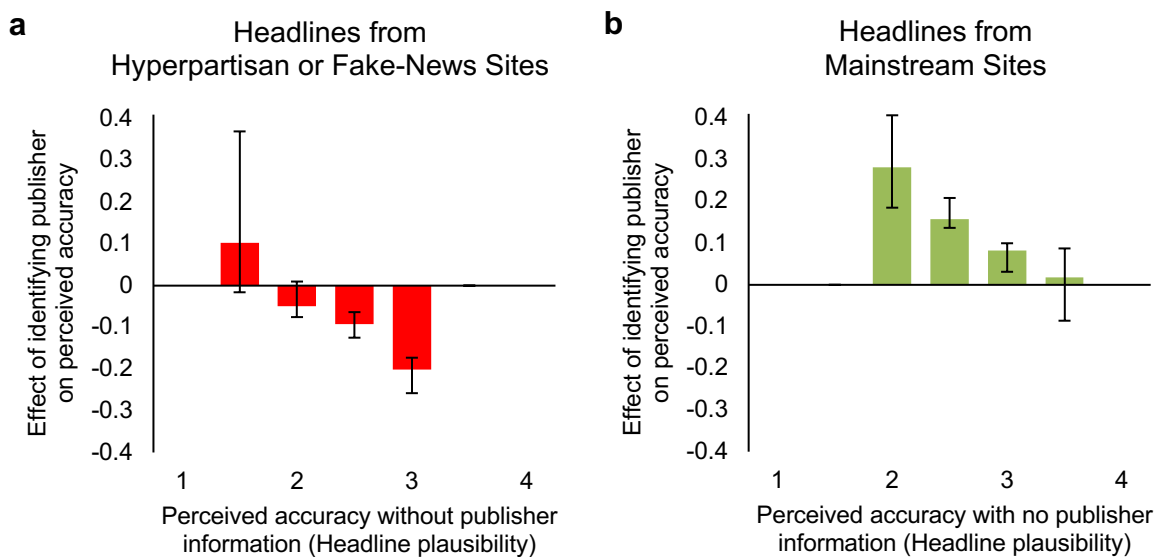 a
Headlines from
Hyperpartisan or Fake-News Sites
Effect of identifying publisher
on perceived accuracy
0.4
0.3
0.2
0.1
0
-0.1
-0.2
-0.3
-0.4
1 2 3 4
Perceived accuracy without publisher
information (Headline plausibility)
b
Headlines from
Mainstream Sites
Effect of identifying publisher
on perceived accuracy
0.4
0.3
0.2
0.1
0
-0.1
-0.2
-0.3
-0.4
1 2 3 4
Perceived accuracy with no publisher
information (Headline plausibility)